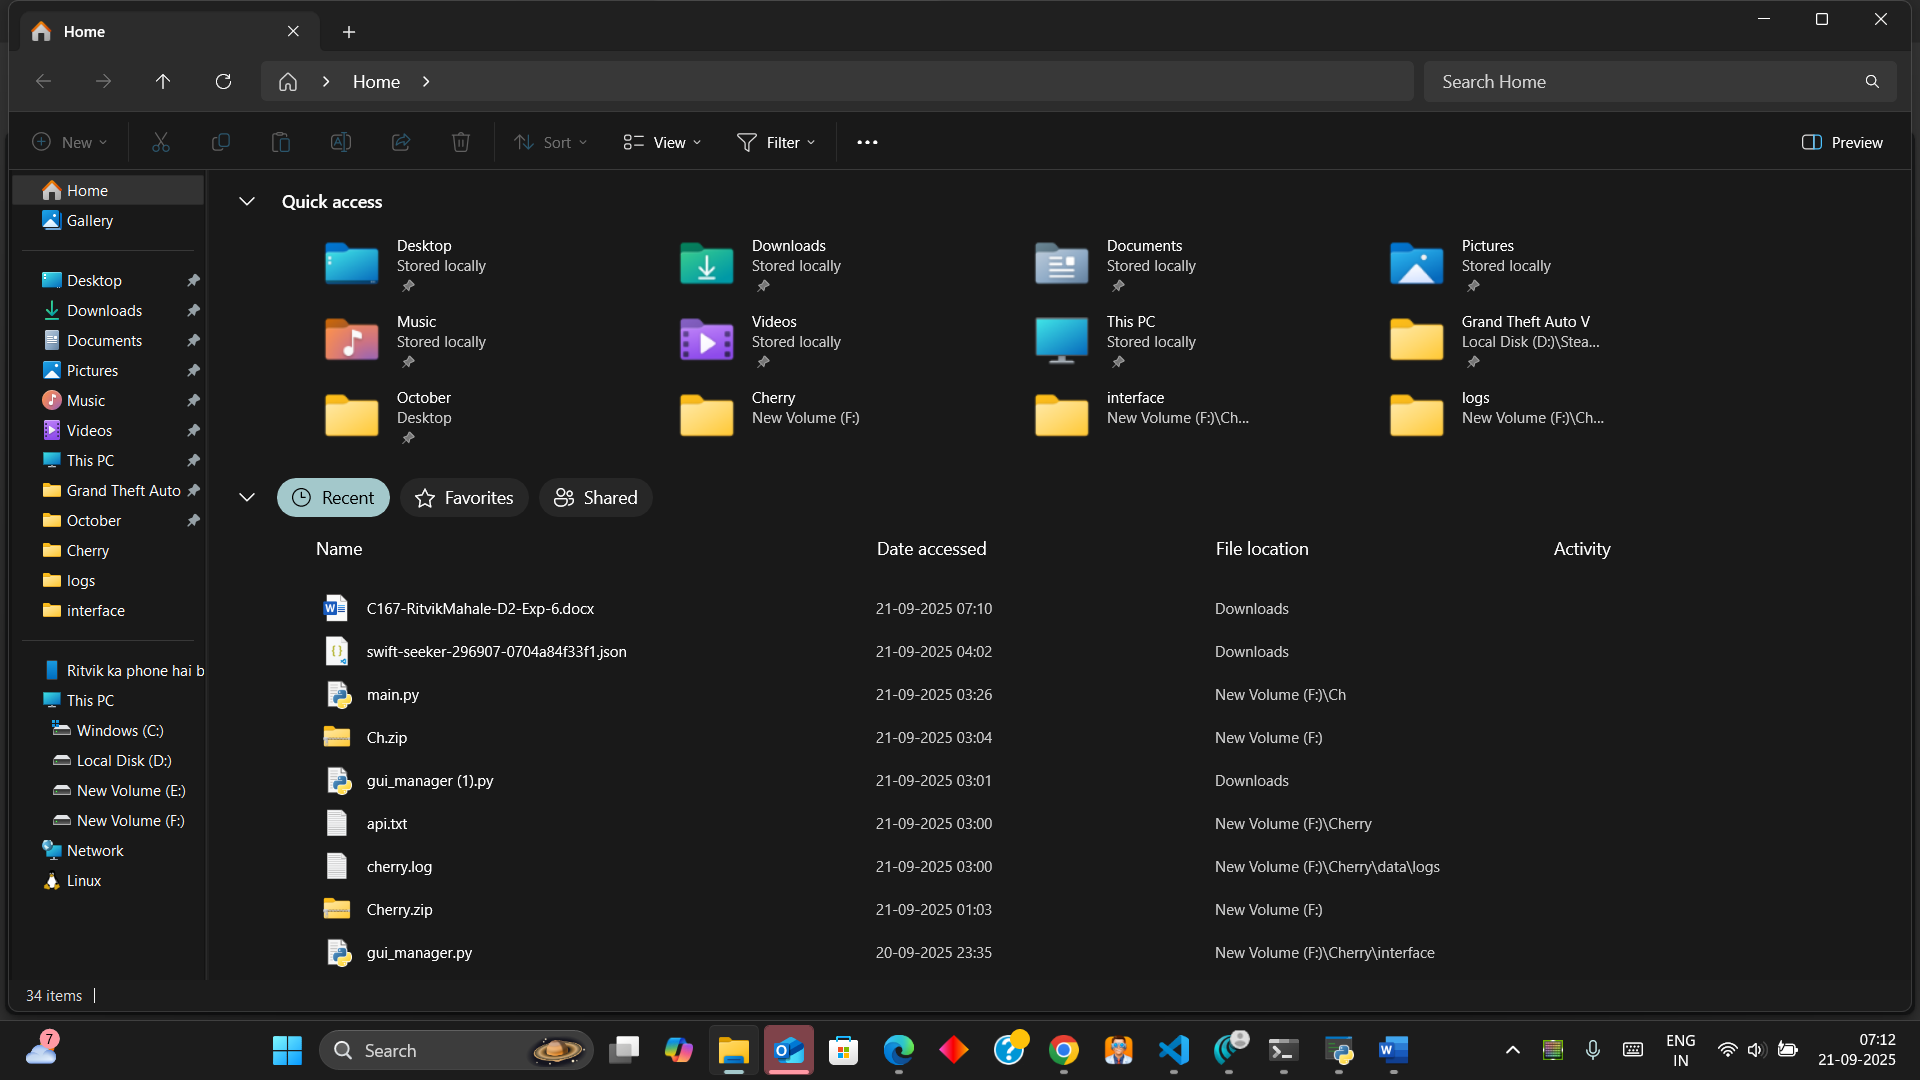 Home
Home
Search Home
New
Sort
View
Filter
Preview
Home
Gallery
Desktop
Downloads
Documents
Pictures
Music
Videos
This PC
Grand Theft Auto
October
Cherry
logs
interface
Ritvik ka phone hai b
This PC
Windows (C:)
Local Disk (D:)
New Volume (E:)
New Volume (F:)
Network
Linux
Quick access
Desktop
Stored locally
Downloads
Stored locally
Documents
Stored locally
Pictures
Stored locally
Music
Stored locally
Videos
Stored locally
This PC
Stored locally
Grand Theft Auto V
Local Disk (D:)\Stea...
October
Desktop
Cherry
New Volume (F:)
interface
New Volume (F:)\Ch...
logs
New Volume (F:)\Ch...
Recent Favorites Shared
Name Date accessed File location Activity
C167-RitvikMahale-D2-Exp-6.docx 21-09-2025 07:10 Downloads
swift-seeker-296907-0704a84f33f1.json 21-09-2025 04:02 Downloads
main.py 21-09-2025 03:26 New Volume (F:)\Ch
Ch.zip 21-09-2025 03:04 New Volume (F:)
gui_manager (1).py 21-09-2025 03:01 Downloads
api.txt 21-09-2025 03:00 New Volume (F:)\Cherry
cherry.log 21-09-2025 03:00 New Volume (F:)\Cherry\data\logs
Cherry.zip 21-09-2025 01:03 New Volume (F:)
gui_manager.py 20-09-2025 23:35 New Volume (F:)\Cherry\interface
34 items
7
Search
ENG
IN
07:12
21-09-2025